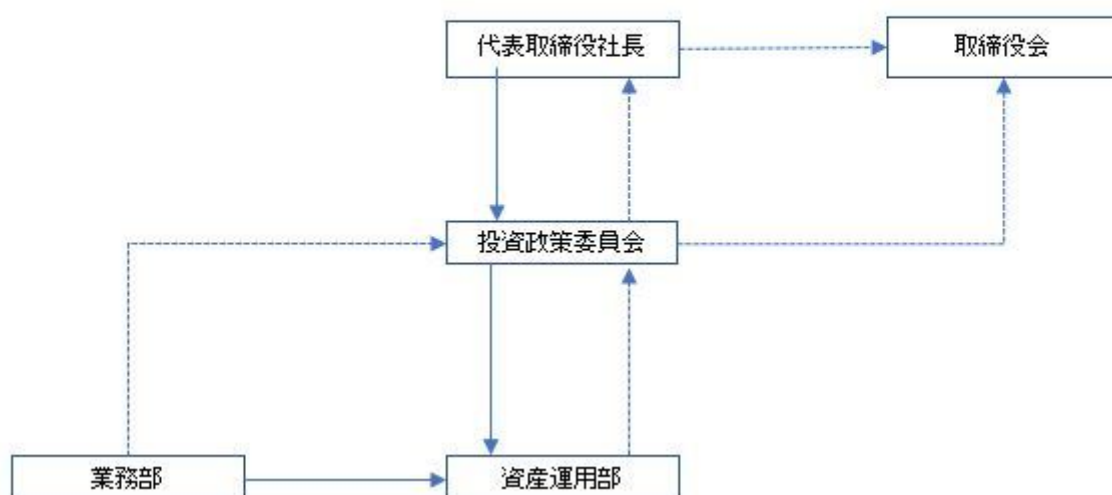 代表取締役社長
取締役会
投資政策委員会
業務部
資産運用部